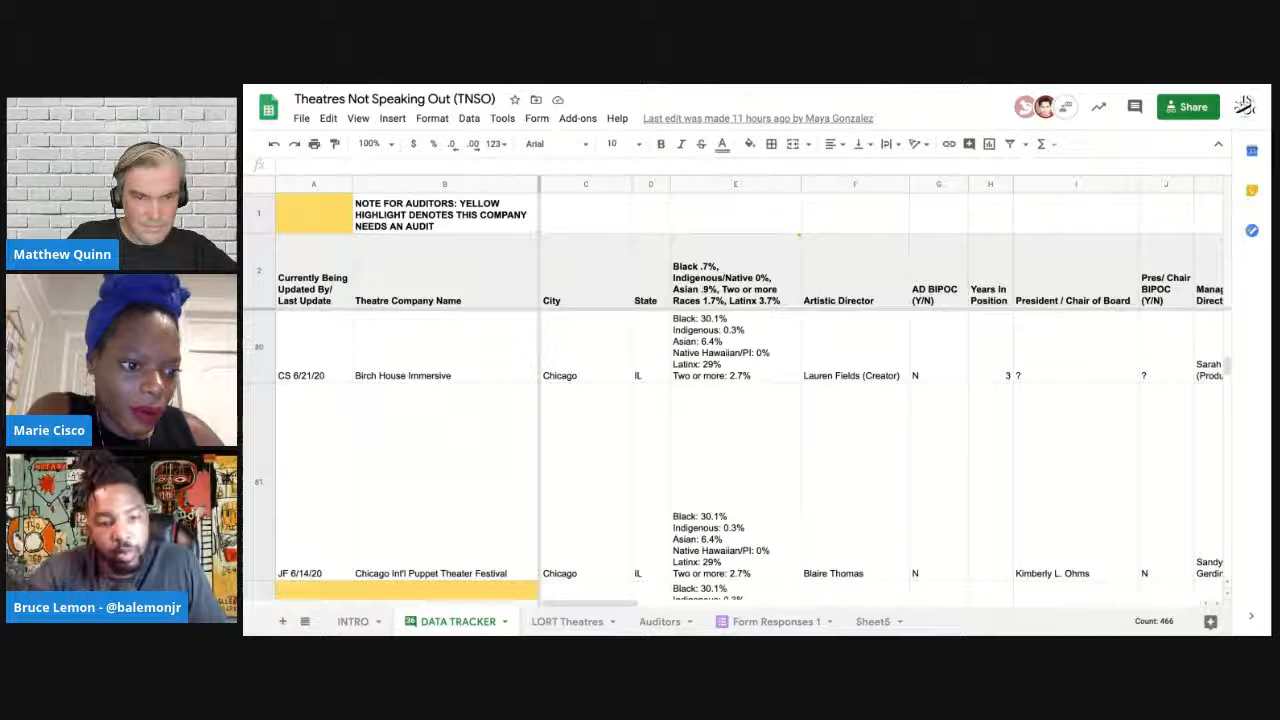 Matthew Quinn
Marie Cisco
Bruce Lemon - @balemonjr
Theatres Not Speaking Out (TNSO)
File Edit View Insert Format Data Tools Form Add-ons Help Last edit was made 11 hours ago by Maya Gonzalez
Share
100% $ % .0 .00 123 Arial 10 B I S A
fx
A B C D E F G H I J
1 NOTE FOR AUDITORS: YELLOW
HIGHLIGHT DENOTES THIS COMPANY
NEEDS AN AUDIT
2
Currently Being
Updated By/
Last Update
Theatre Company Name
City
State
Black .7%,
Indigenous/Native 0%,
Asian .9%, Two or more
Races 1.7%, Latinx 3.7%
Artistic Director
AD BIPOC
(Y/N)
Years In
Position
President / Chair of Board
Pres/ Chair
BIPOC
(Y/N)
Manag
Direct
CS 6/21/20
Birch House Immersive
Chicago
IL
Black: 30.1%
Indigenous: 0.3%
Asian: 6.4%
Native Hawaiian/PI: 0%
Latinx: 29%
Two or more: 2.7%
Lauren Fields (Creator)
N
3
?
?
Sarah
(Produ
JF 6/14/20
Chicago Int'l Puppet Theater Festival
Chicago
IL
Black: 30.1%
Indigenous: 0.3%
Asian: 6.4%
Native Hawaiian/PI: 0%
Latinx: 29%
Two or more: 2.7%
Blaire Thomas
N
Kimberly L. Ohms
N
Sandy
Gerdin
Black: 30.1%
INTRO DATA TRACKER LORT Theatres Auditors Form Responses 1 Sheet5 Count: 466